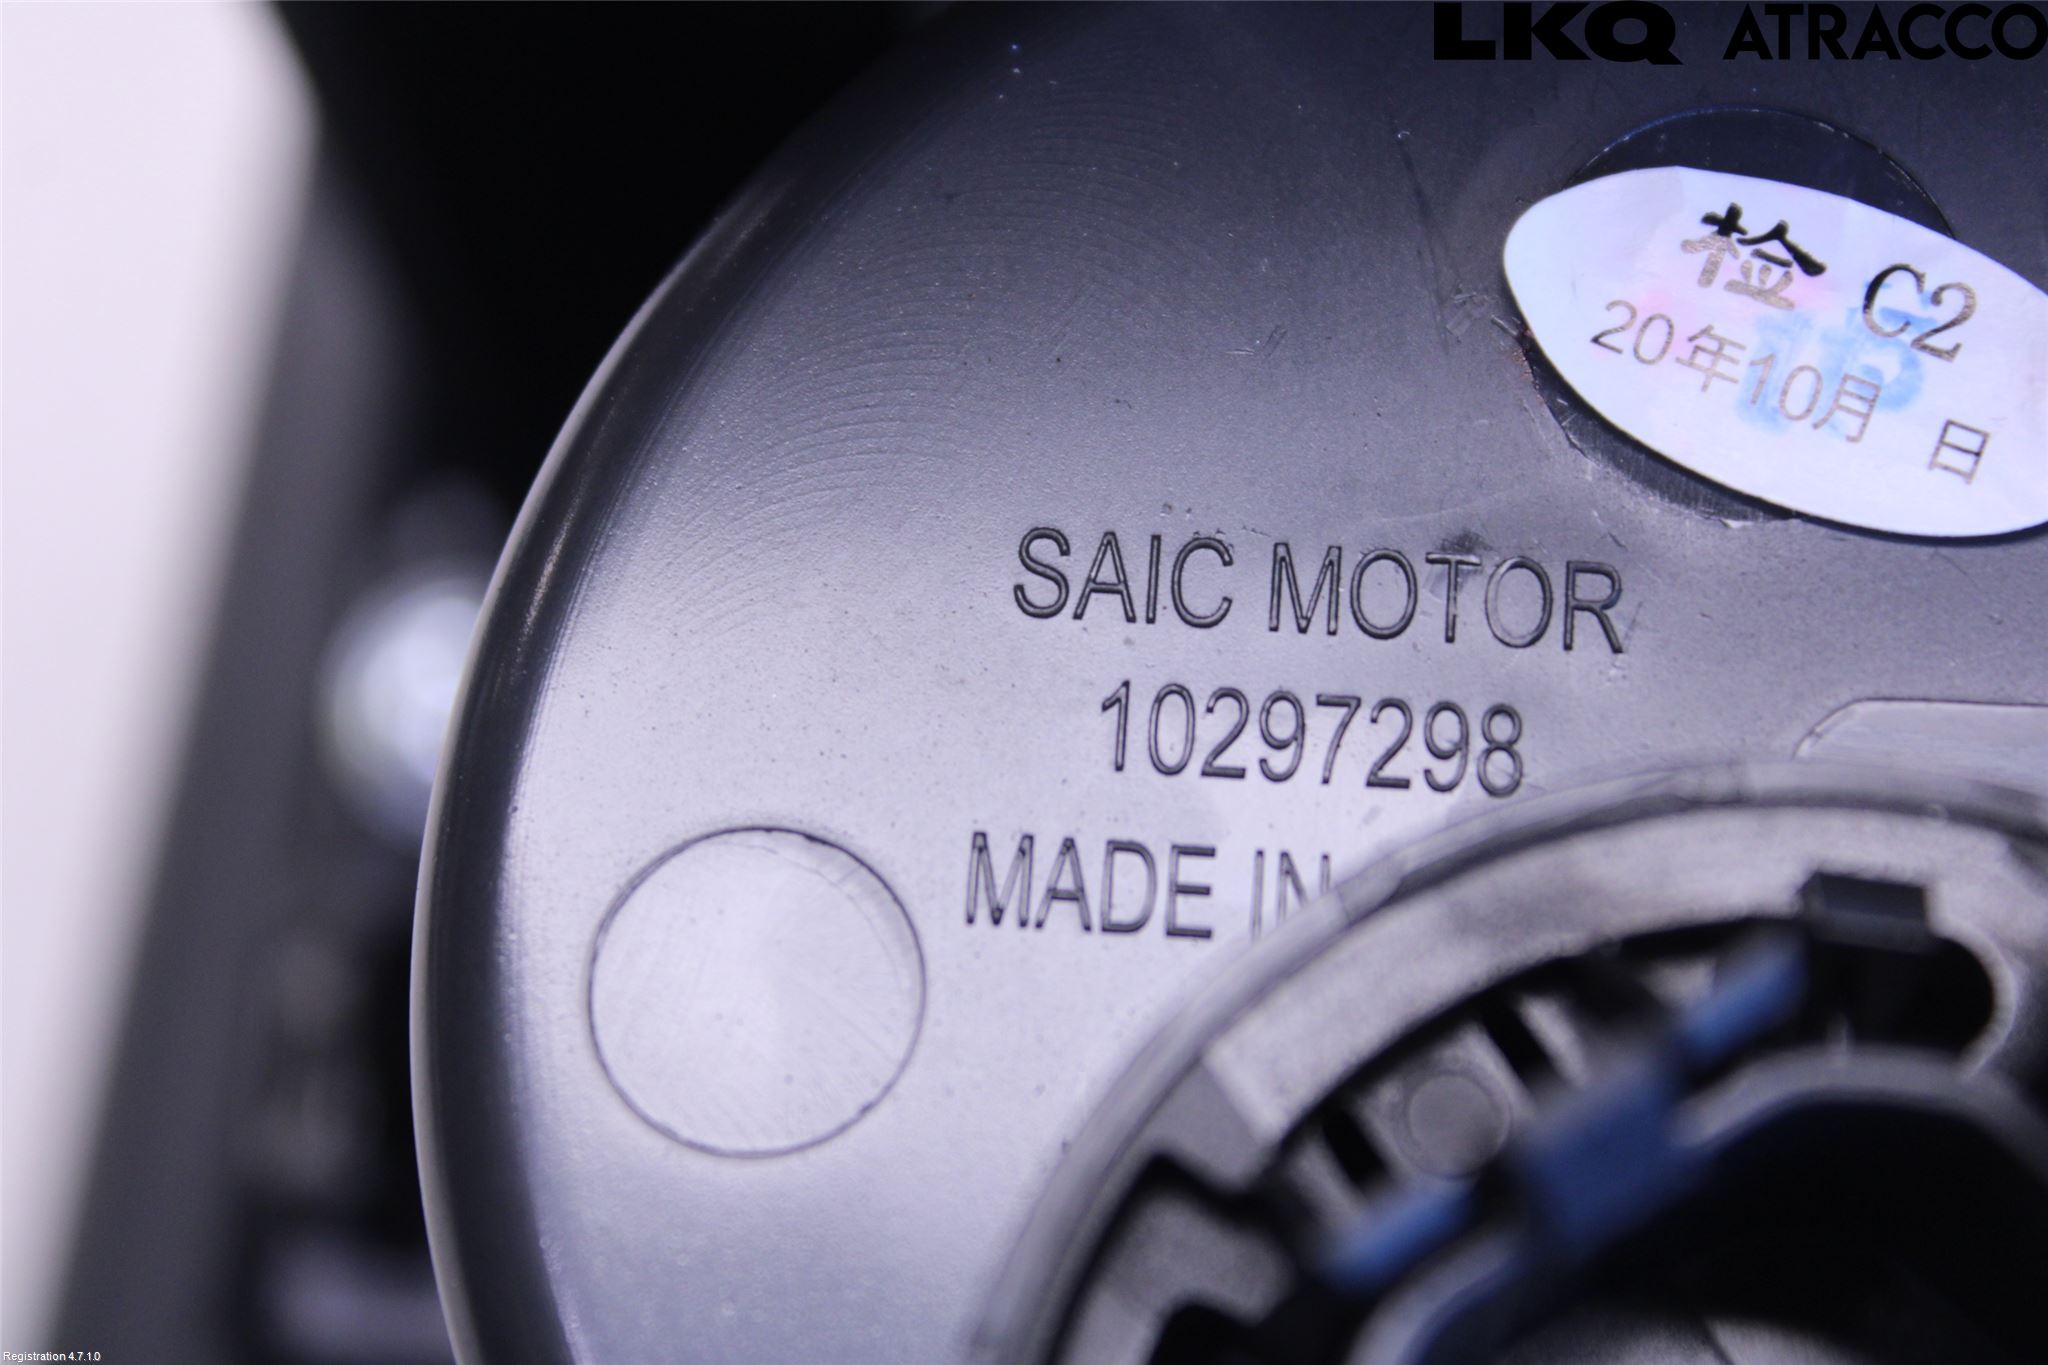 LKQ ATRACCO
检 C2
20年10月 日
SAIC MOTOR
10297298
MADE IN
Registration 4.7.1.0